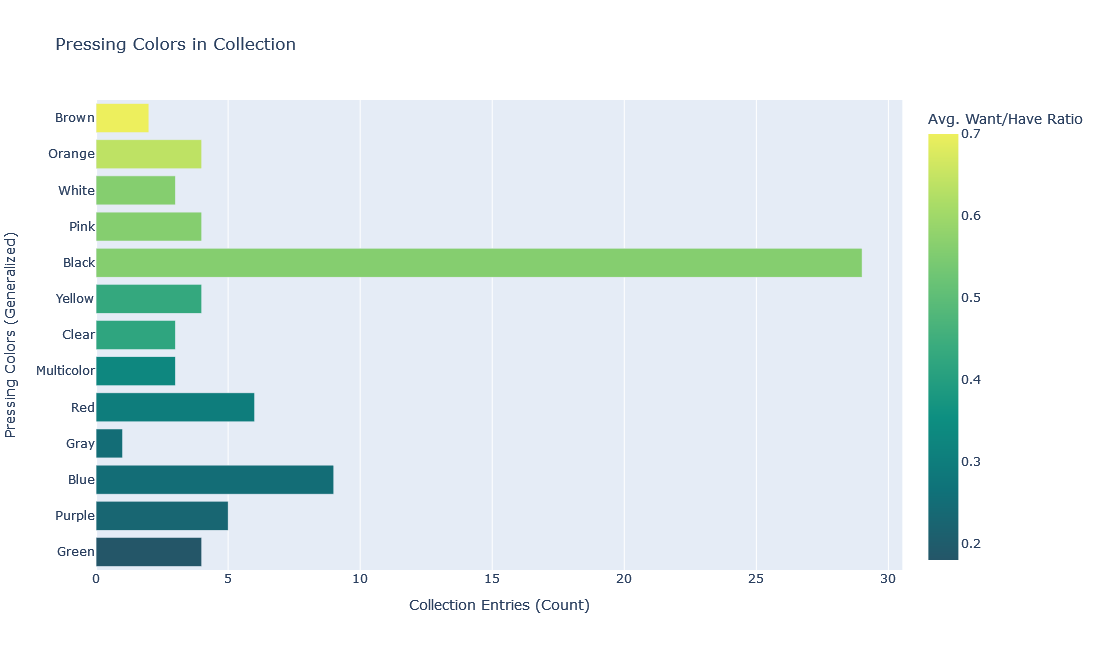 Pressing Colors in Collection
Pressing Colors (Generalized)
Brown
Orange
White
Pink
Black
Yellow
Clear
Multicolor
Red
Gray
Blue
Purple
Green
0 5 10 15 20 25 30
Collection Entries (Count)
Avg. Want/Have Ratio
0.7
0.6
0.5
0.4
0.3
0.2